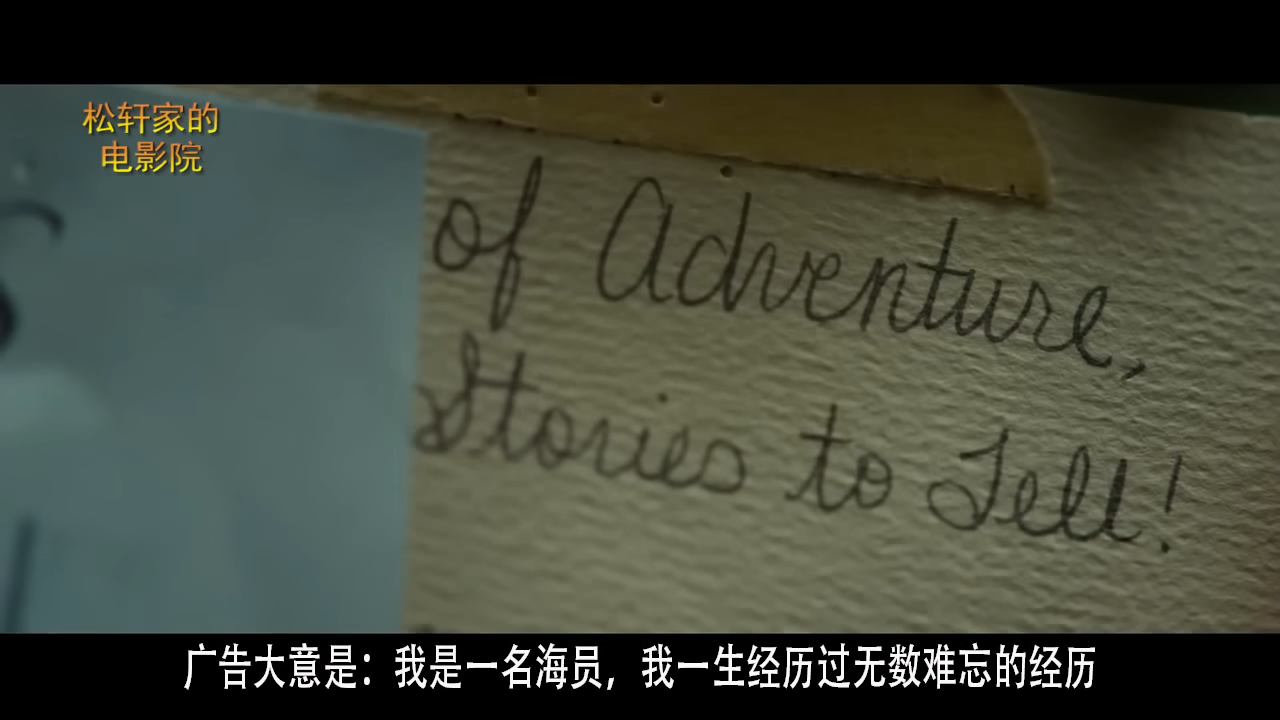 松轩家的
电影院
of Adventure,
Stories to Tell!
广告大意是：我是一名海员，我一生经历过无数难忘的经历